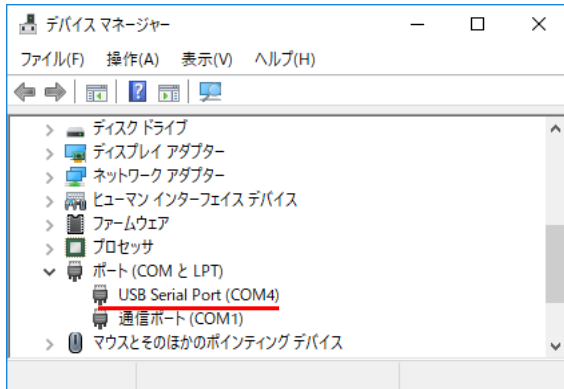 デバイス マネージャー
ファイル(F) 操作(A) 表示(V) ヘルプ(H)
ディスク ドライブ
ディスプレイ アダプター
ネットワーク アダプター
ヒューマン インターフェイス デバイス
ファームウェア
プロセッサ
ポート (COM と LPT)
USB Serial Port (COM4)
通信ポート (COM1)
マウスとそのほかのポインティング デバイス